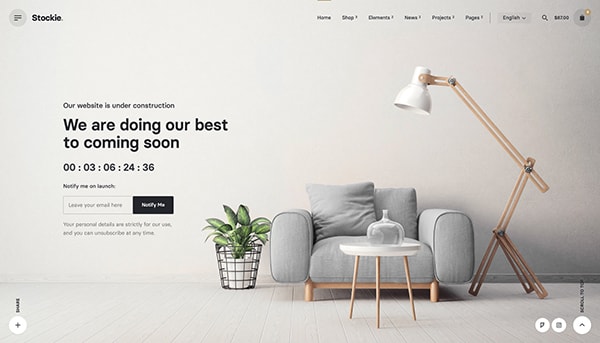 Stockie.
Home Shop Elements News Projects Pages English $87.00
Our website is under construction
We are doing our best
to coming soon
00 : 03 : 06 : 24 : 36
Notify me on launch:
Leave your email here Notify Me
Your personal details are strictly for our use,
and you can unsubscribe at any time.
SHARE
SCROLL TO TOP